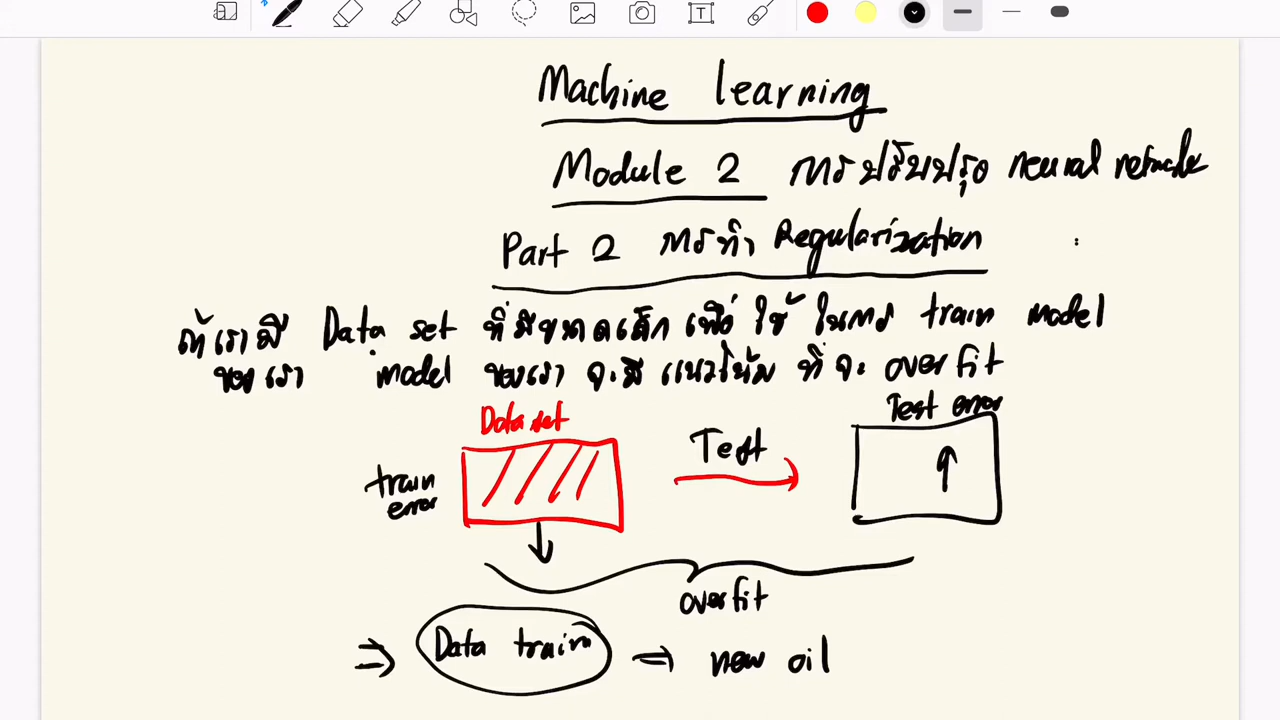 Machine learning
Module 2 การปรับปรุง neural network
Part 2 การทำ Regularization
ถ้าเรามี Data set ที่มีขนาดเล็ก เพื่อ ใช้ ในการ train model
ของเรา model ของเรา จะมี แนวโน้ม ที่ จะ overfit
Data set
Test
Test error
train
error
overfit
⇒ Data train ⇒ new oil